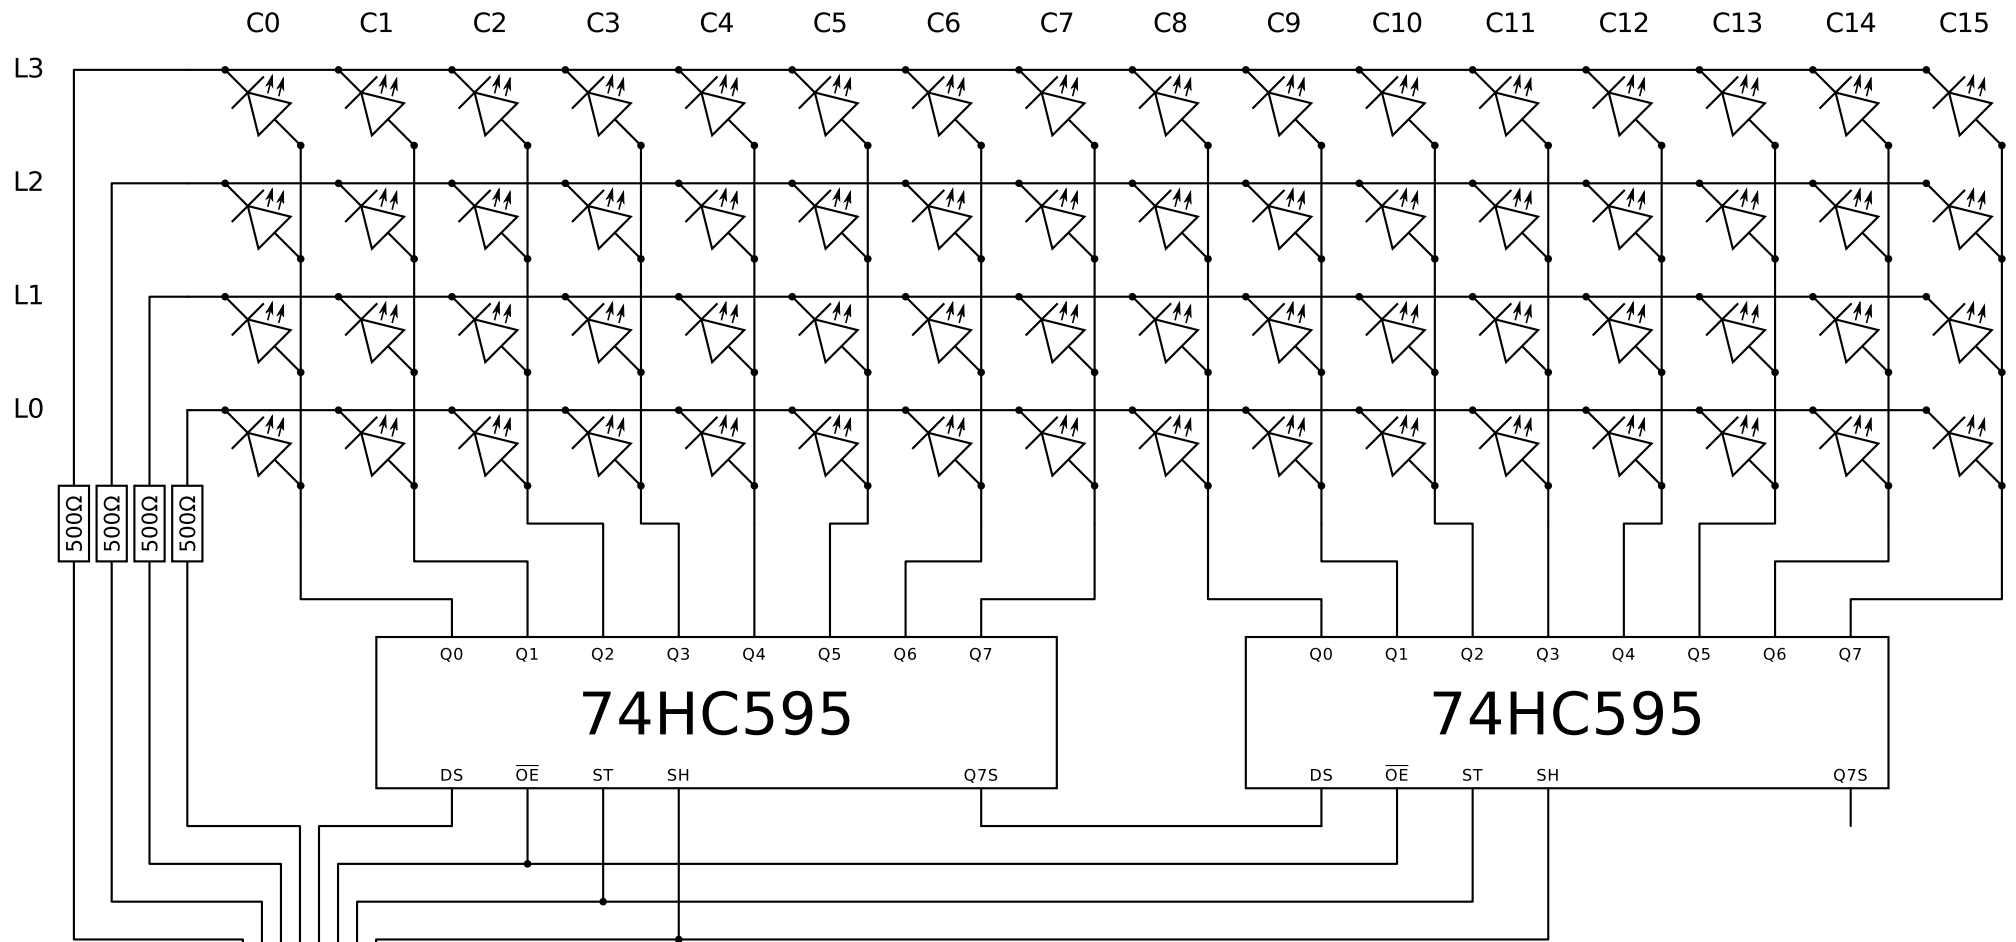 C0 C1 C2 C3 C4 C5 C6 C7 C8 C9 C10 C11 C12 C13 C14 C15
L3
L2
L1
L0
500Ω 500Ω 500Ω 500Ω
Q0 Q1 Q2 Q3 Q4 Q5 Q6 Q7 Q0 Q1 Q2 Q3 Q4 Q5 Q6 Q7
74HC595 74HC595
DS O̅E̅ ST SH Q7S DS O̅E̅ ST SH Q7S